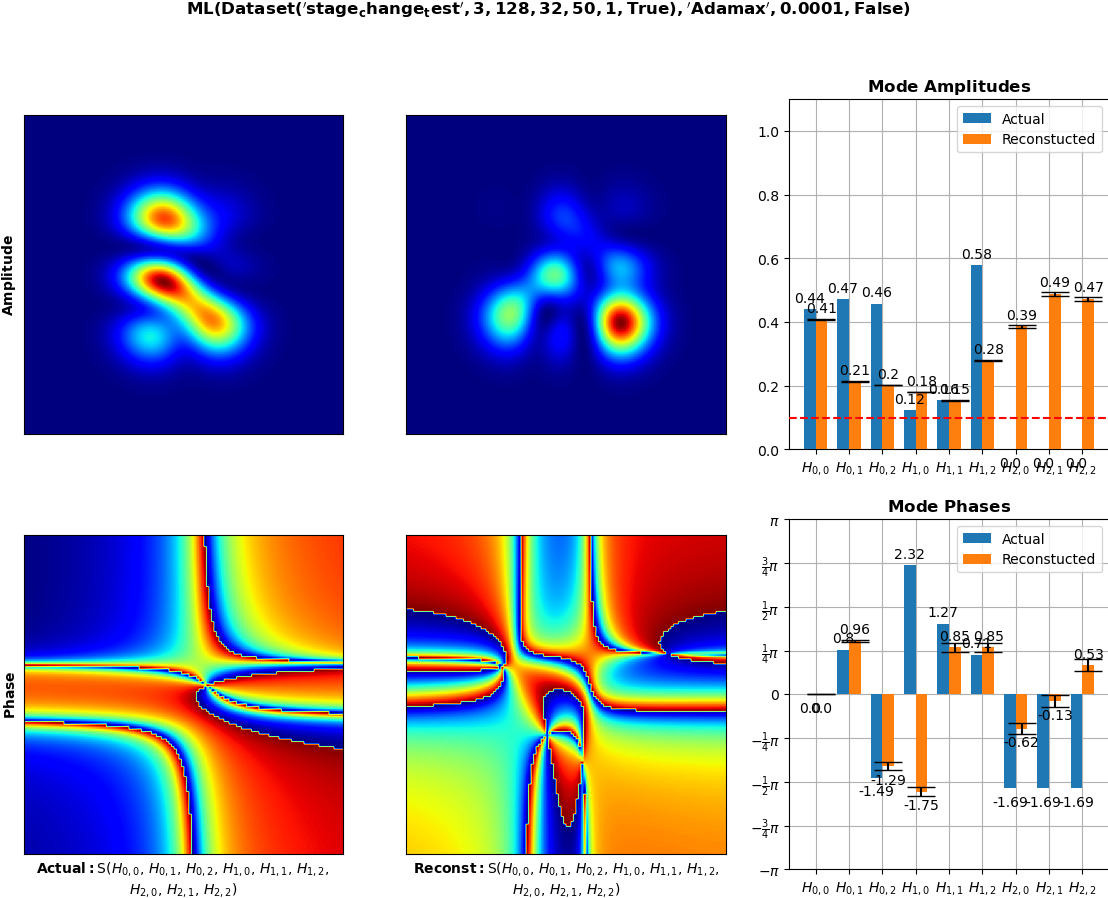 ML(Dataset('stage_change_test', 3, 128, 32, 50, 1, True), 'Adamax', 0.0001, False)
Amplitude
Mode Amplitudes
Actual
Reconstucted
1.0
0.8
0.6
0.4
0.2
0.0
0.44
0.41
0.47
0.21
0.46
0.2
0.12
0.18
0.16
0.15
0.58
0.28
0.0
0.39
0.0
0.49
0.0
0.47
H0,0 H0,1 H0,2 H1,0 H1,1 H1,2 H2,0 H2,1 H2,2
Phase
Actual: S(H0,0, H0,1, H0,2, H1,0, H1,1, H1,2,
H2,0, H2,1, H2,2)
Reconst: S(H0,0, H0,1, H0,2, H1,0, H1,1, H1,2,
H2,0, H2,1, H2,2)
Mode Phases
Actual
Reconstucted
π
3/4π
1/2π
1/4π
0
−1/4π
−1/2π
−3/4π
−π
0.0
0.0
0.8
0.96
-1.49
-1.29
2.32
-1.75
1.27
0.85
0.85
-1.69
-0.62
-1.69
-0.13
-1.69
0.53
H0,0 H0,1 H0,2 H1,0 H1,1 H1,2 H2,0 H2,1 H2,2